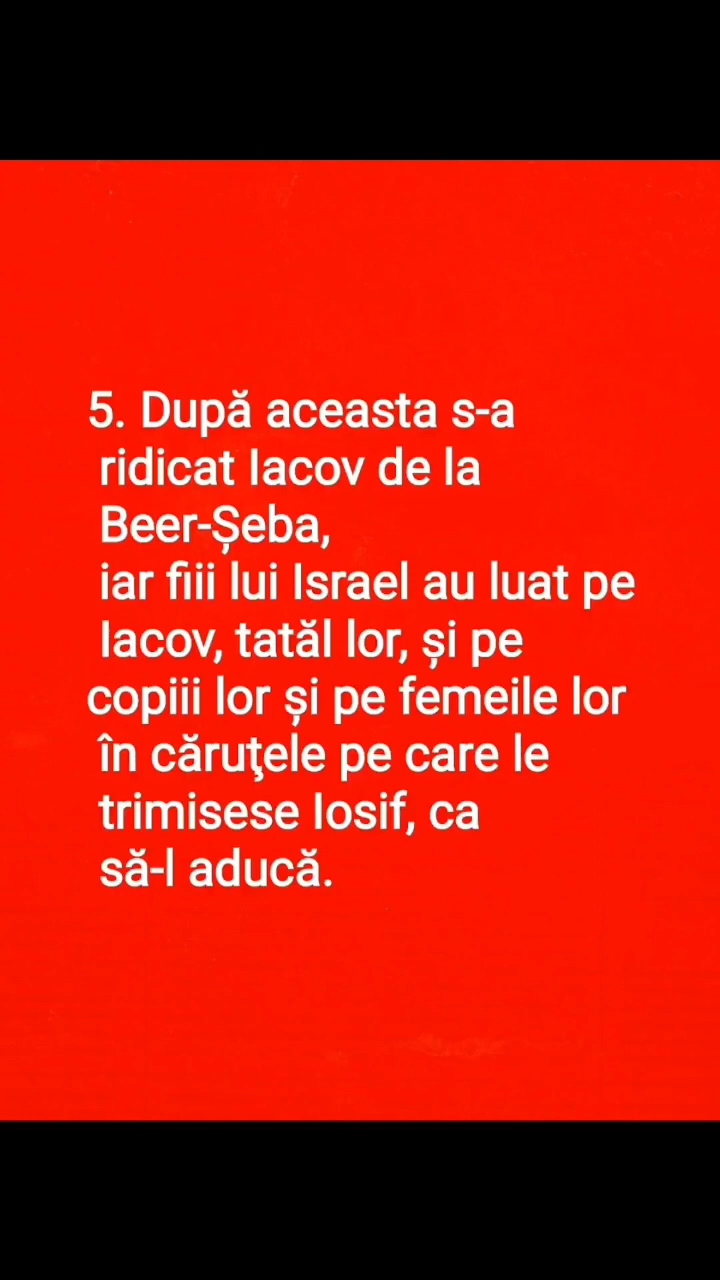 5. După aceasta s-a
ridicat Iacov de la
Beer-Șeba,
iar fiii lui Israel au luat pe
Iacov, tatăl lor, și pe
copiii lor și pe femeile lor
în căruţele pe care le
trimisese Iosif, ca
să-l aducă.